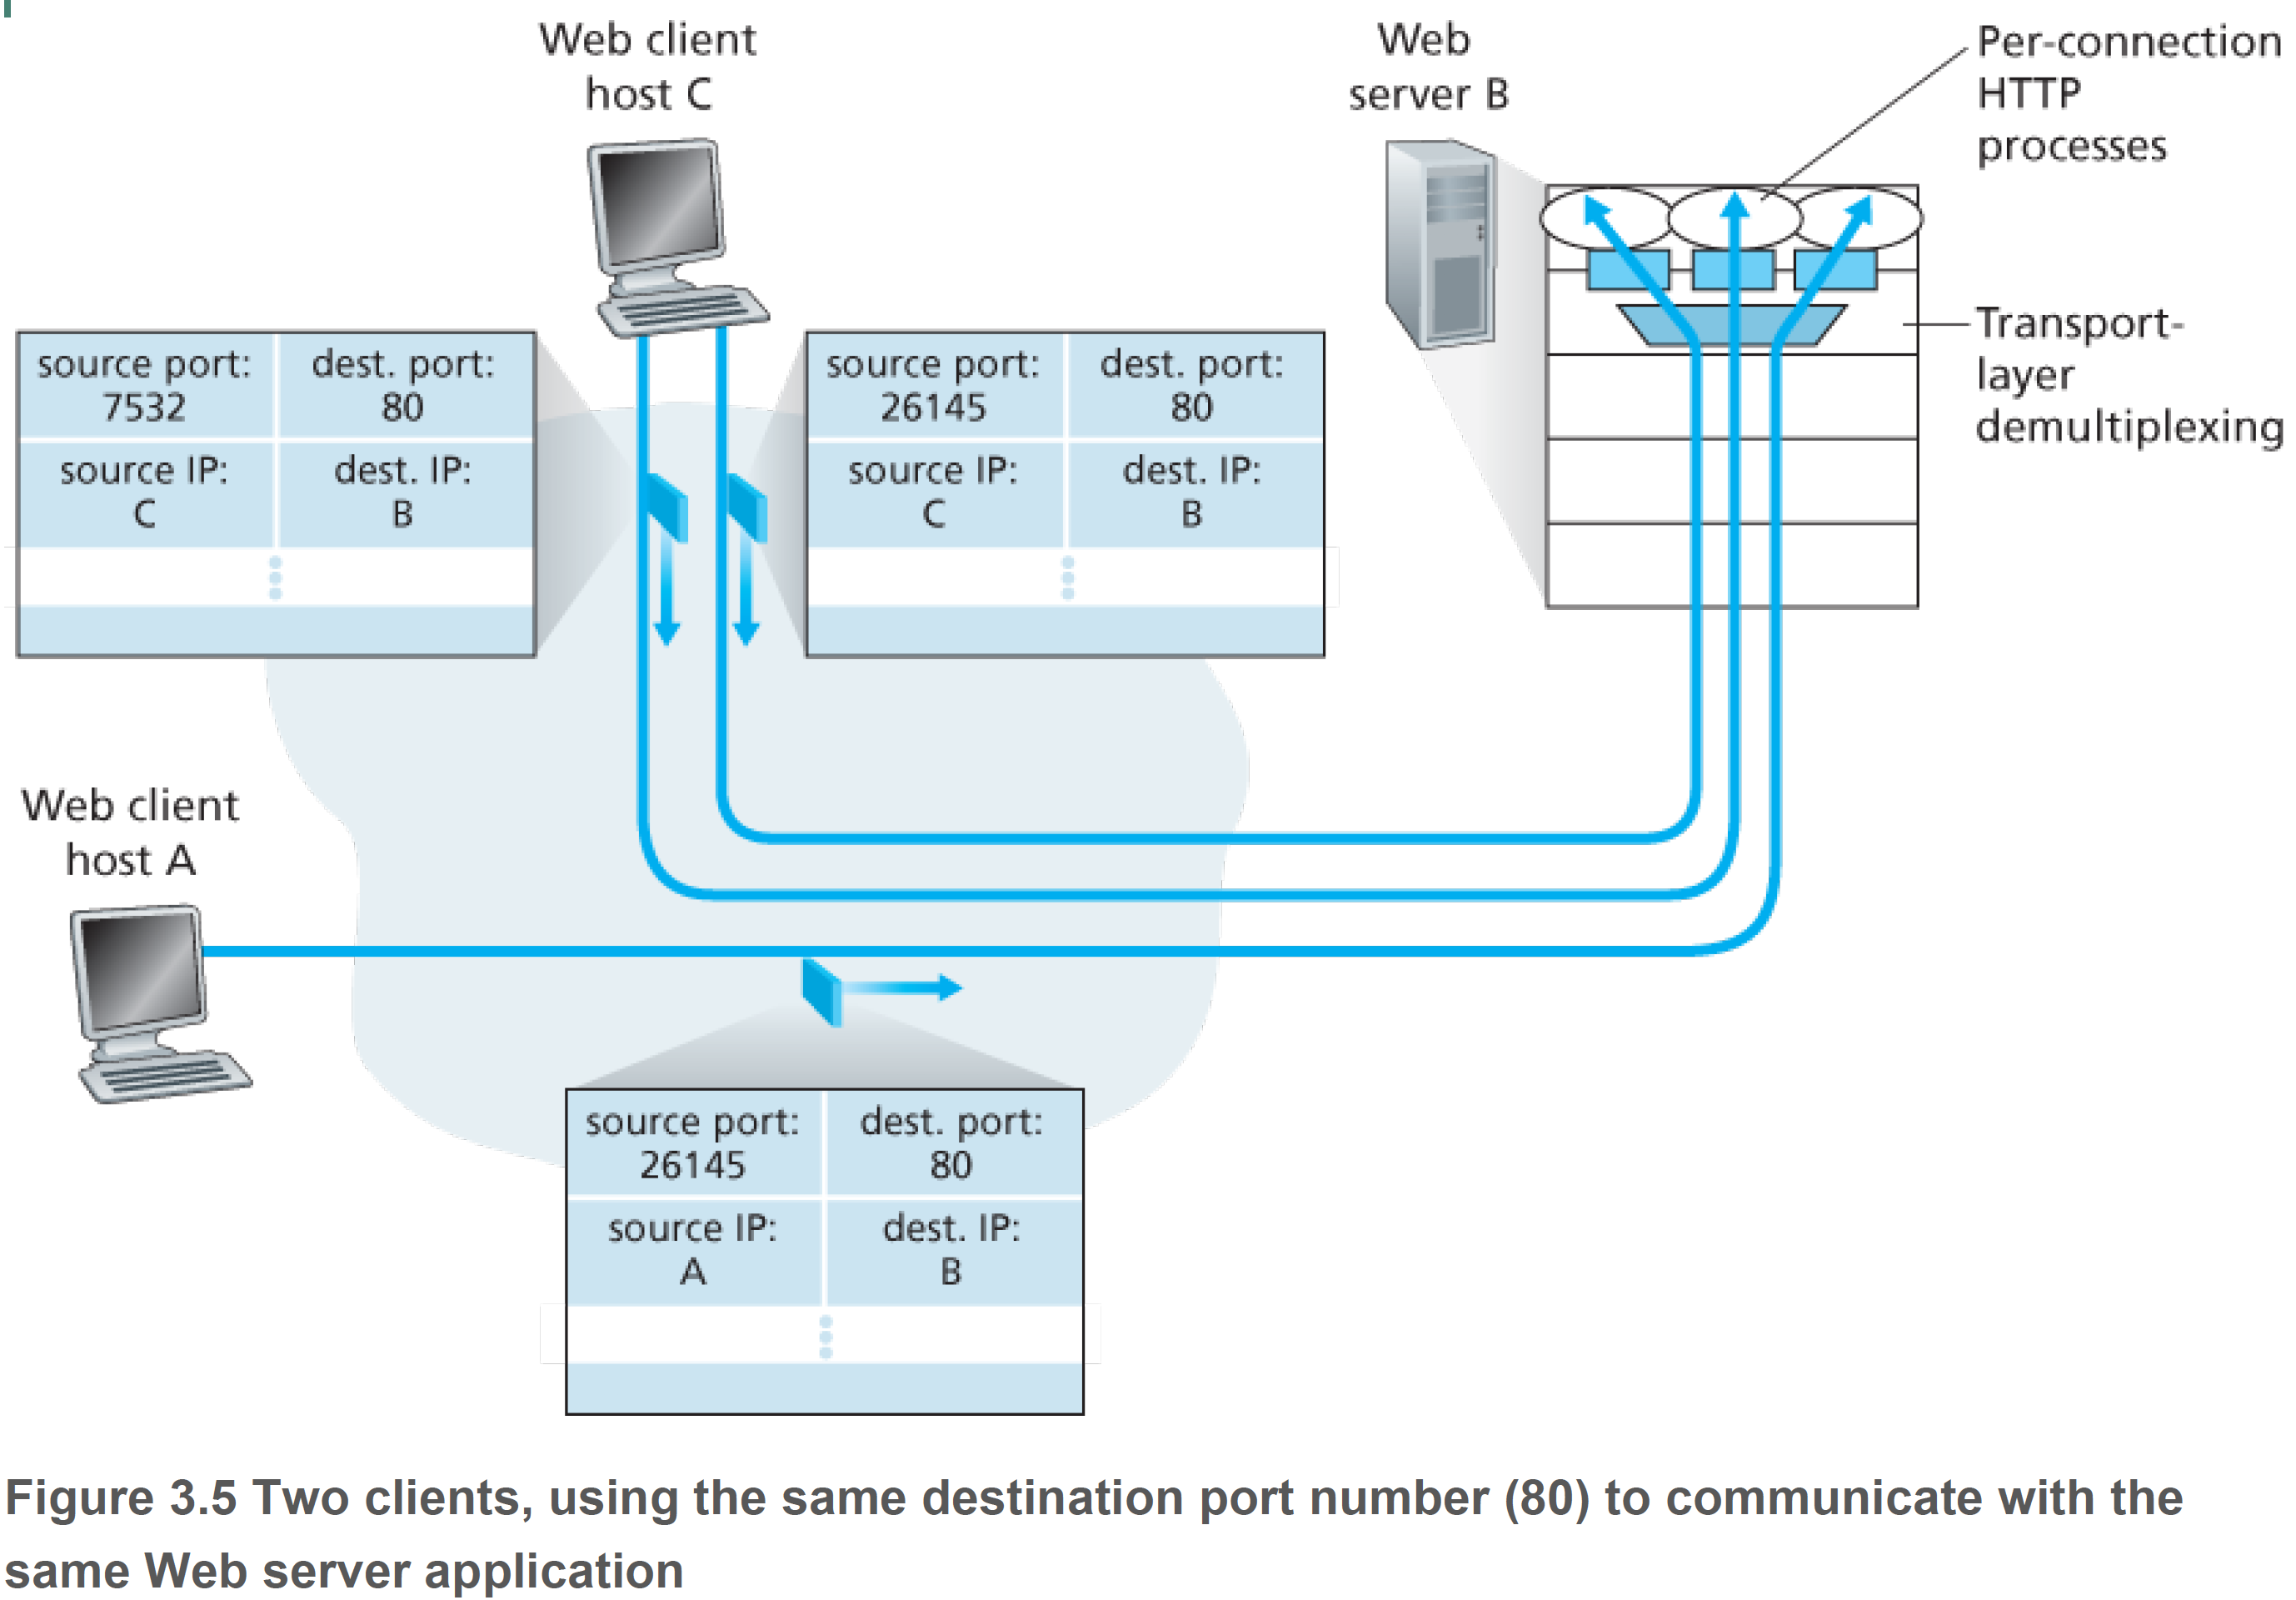 Web client
host C
Web
server B
Per-connection
HTTP
processes
Transport-
layer
demultiplexing
source port:
7532
dest. port:
80
source IP:
C
dest. IP:
B
source port:
26145
dest. port:
80
source IP:
C
dest. IP:
B
Web client
host A
source port:
26145
dest. port:
80
source IP:
A
dest. IP:
B
Figure 3.5 Two clients, using the same destination port number (80) to communicate with the
same Web server application